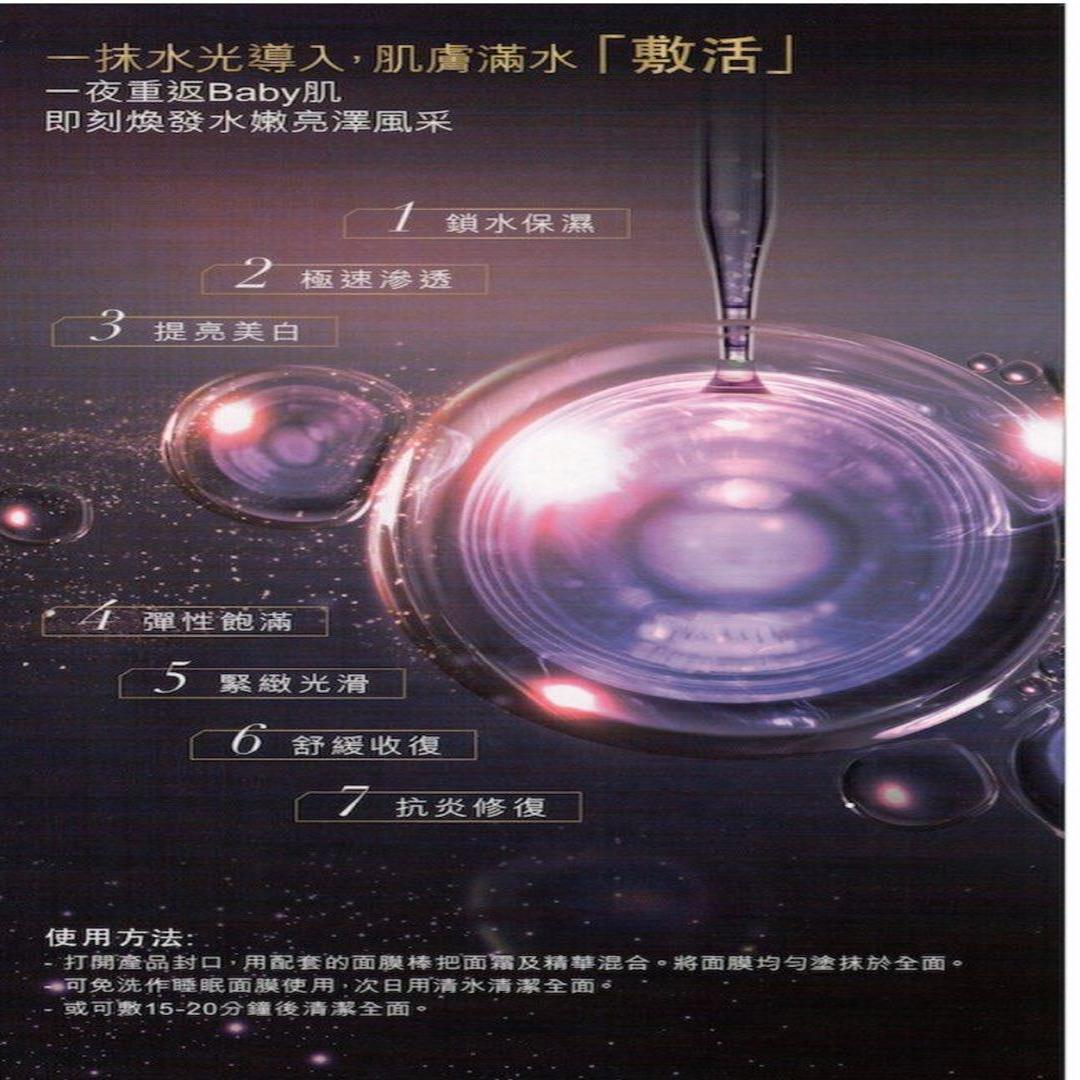 一抹水光導入，肌膚滿水「敷活」
一夜重返Baby肌
即刻煥發水嫩亮澤風采
1 鎖水保濕
2 極速滲透
3 提亮美白
4 彈性飽滿
5 緊緻光滑
6 舒緩收復
7 抗炎修復
使用方法:
- 打開產品封口，用配套的面膜棒把面霜及精華混合。將面膜均勻塗抹於全面。
- 可免洗作睡眠面膜使用，次日用清水清潔全面。
- 或可敷15-20分鐘後清潔全面。